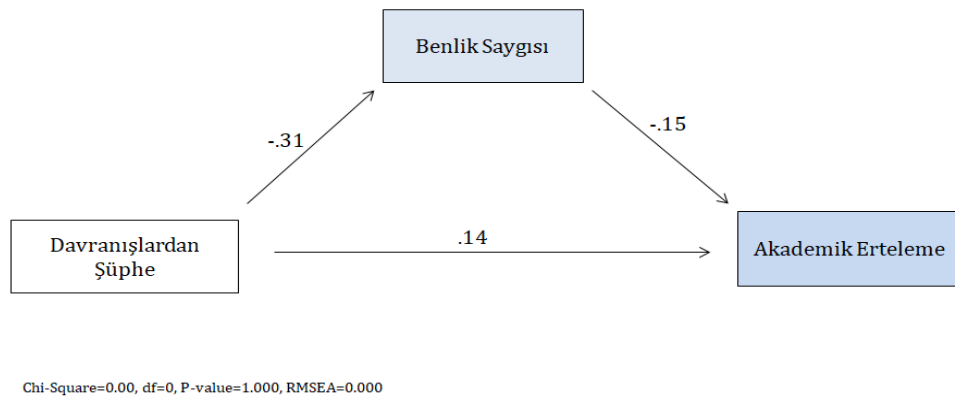 Benlik Saygısı
-.31
-.15
Davranışlardan
Şüphe
.14
Akademik Erteleme
Chi-Square=0.00, df=0, P-value=1.000, RMSEA=0.000